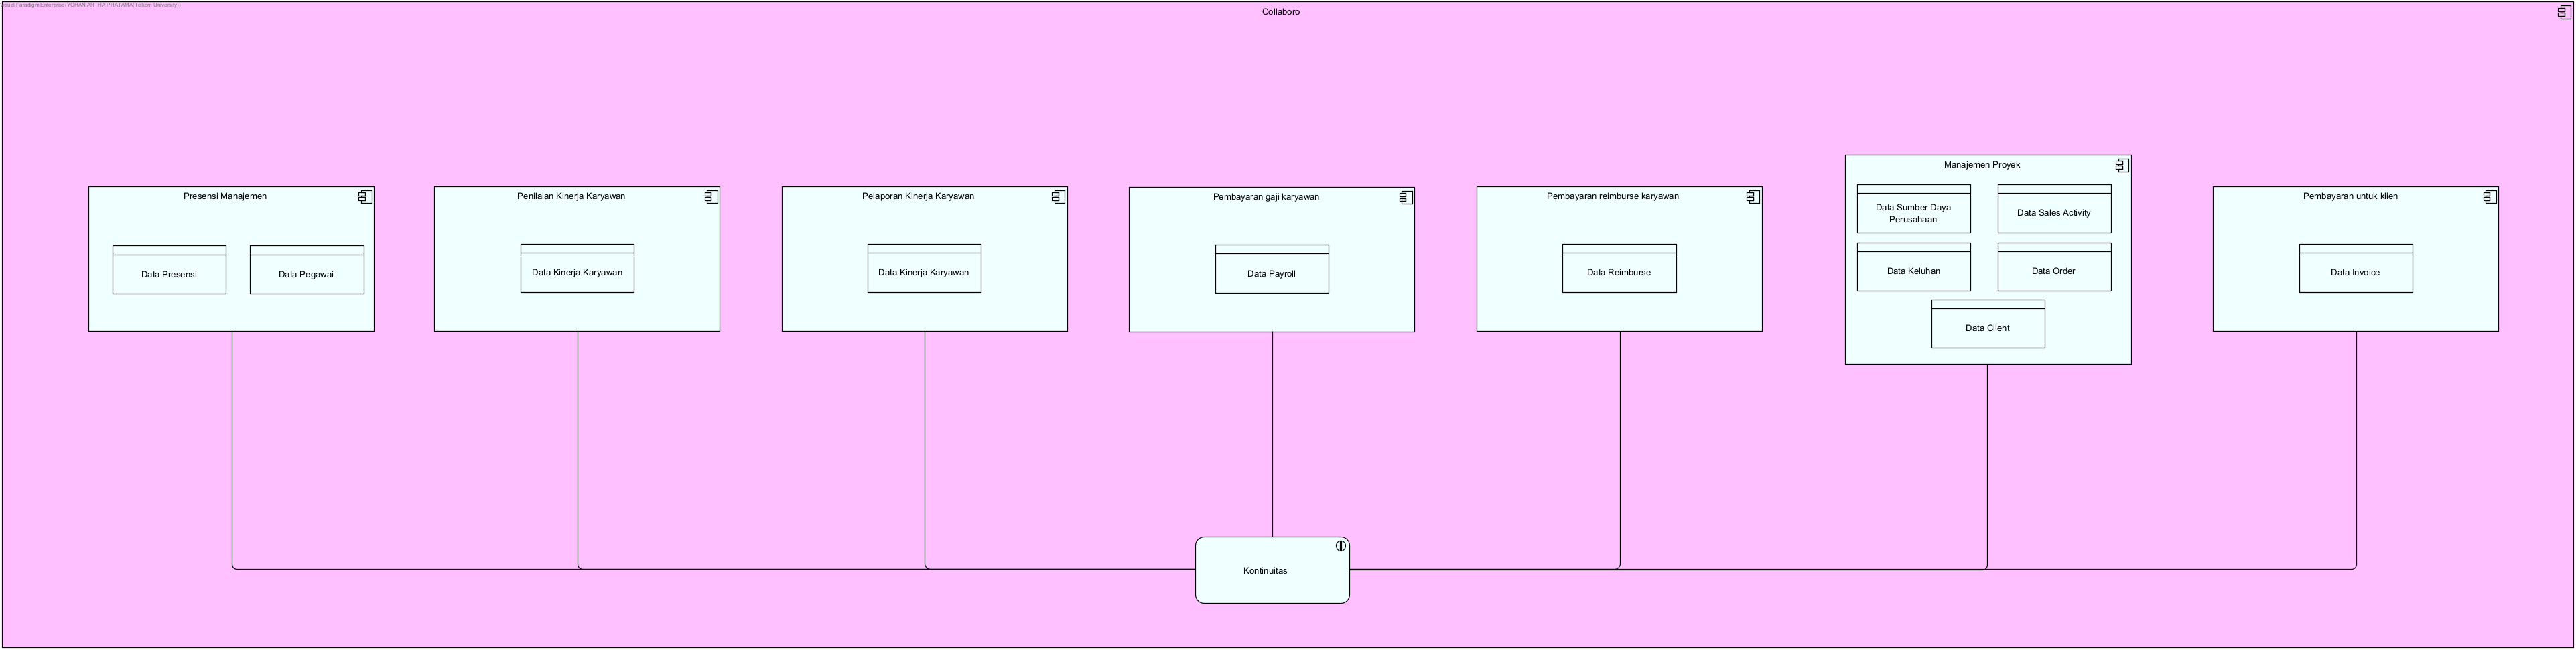 Visual Paradigm Enterprise(YOHAN ARTHA PRATAMA(Telkom University))
Collaboro
Presensi Manajemen
Data Presensi
Data Pegawai
Penilaian Kinerja Karyawan
Data Kinerja Karyawan
Pelaporan Kinerja Karyawan
Data Kinerja Karyawan
Pembayaran gaji karyawan
Data Payroll
Pembayaran reimburse karyawan
Data Reimburse
Manajemen Proyek
Data Sumber Daya
Perusahaan
Data Sales Activity
Data Keluhan
Data Order
Data Client
Pembayaran untuk klien
Data Invoice
Kontinuitas